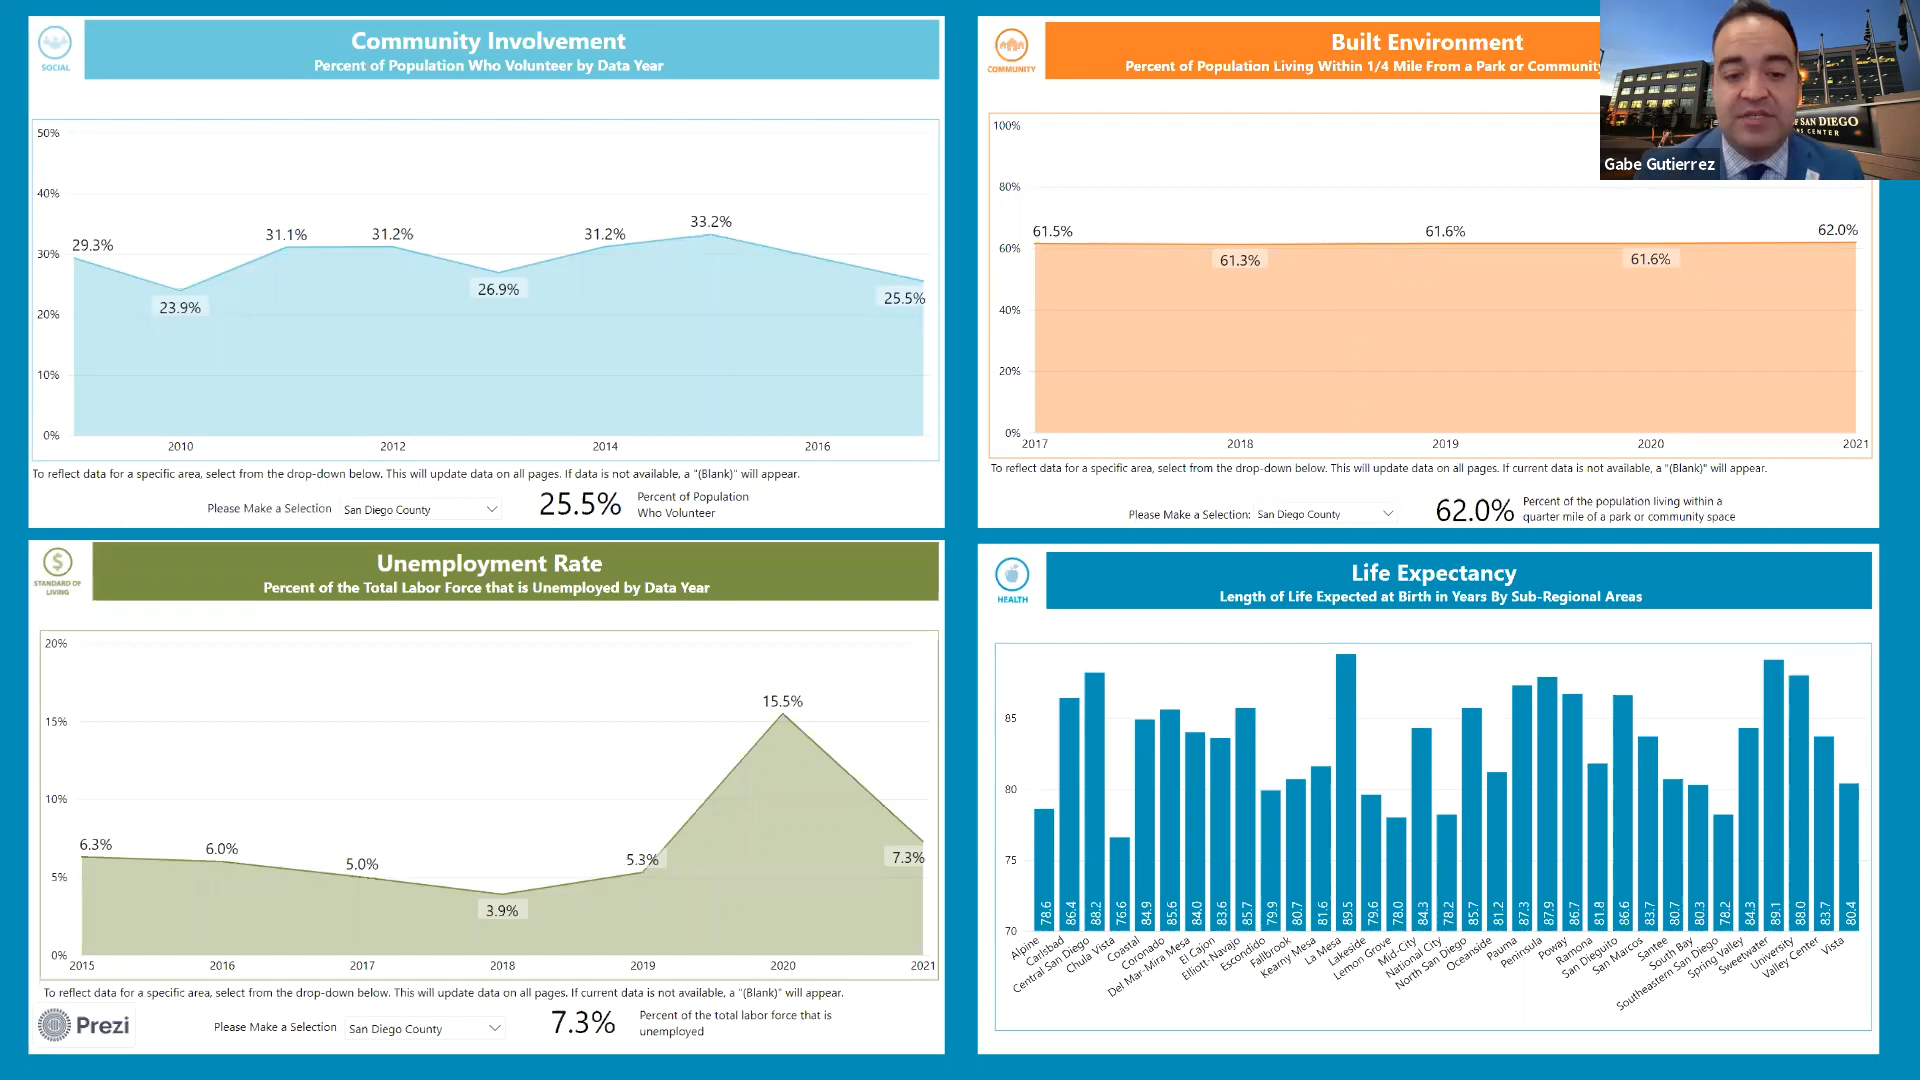 SOCIAL
Community Involvement
Percent of Population Who Volunteer by Data Year
50%
40%
30%
20%
10%
0%
29.3%
23.9%
31.1%
31.2%
26.9%
31.2%
33.2%
25.5%
2010
2012
2014
2016
To reflect data for a specific area, select from the drop-down below. This will update data on all pages. If data is not available, a "(Blank)" will appear.
Please Make a Selection
San Diego County
25.5%
Percent of Population
Who Volunteer
COMMUNITY
Built Environment
Percent of Population Living Within 1/4 Mile From a Park or Community
OF SAN DIEGO
NS CENTER
Gabe Gutierrez
100%
80%
60%
40%
20%
0%
61.5%
61.3%
61.6%
61.6%
62.0%
2017
2018
2019
2020
2021
To reflect data for a specific area, select from the drop-down below. This will update data on all pages. If current data is not available, a "(Blank)" will appear.
Please Make a Selection:
San Diego County
62.0%
Percent of the population living within a
quarter mile of a park or community space
STANDARD OF
LIVING
Unemployment Rate
Percent of the Total Labor Force that is Unemployed by Data Year
20%
15%
10%
5%
0%
6.3%
6.0%
5.0%
3.9%
5.3%
15.5%
7.3%
2015
2016
2017
2018
2019
2020
2021
To reflect data for a specific area, select from the drop-down below. This will update data on all pages. If current data is not available, a "(Blank)" will appear.
Prezi
Please Make a Selection
San Diego County
7.3%
Percent of the total labor force that is
unemployed
HEALTH
Life Expectancy
Length of Life Expected at Birth in Years By Sub-Regional Areas
85
80
75
70
78.6
86.4
88.2
76.6
84.9
85.6
84.0
83.6
85.7
79.9
80.7
81.6
89.5
79.6
78.0
84.3
78.2
85.7
81.2
87.3
87.9
86.7
81.8
86.6
83.7
80.7
80.3
78.2
84.3
89.1
88.0
83.7
80.4
Alpine
Carlsbad
Central San Diego
Chula Vista
Coastal
Coronado
Del Mar-Mira Mesa
El Cajon
Elliott-Navajo
Escondido
Fallbrook
Kearny Mesa
La Mesa
Lakeside
Lemon Grove
Mid-City
National City
North San Diego
Oceanside
Pauma
Peninsula
Poway
Ramona
San Dieguito
San Marcos
Santee
South Bay
Southeastern San Diego
Spring Valley
Sweetwater
University
Valley Center
Vista